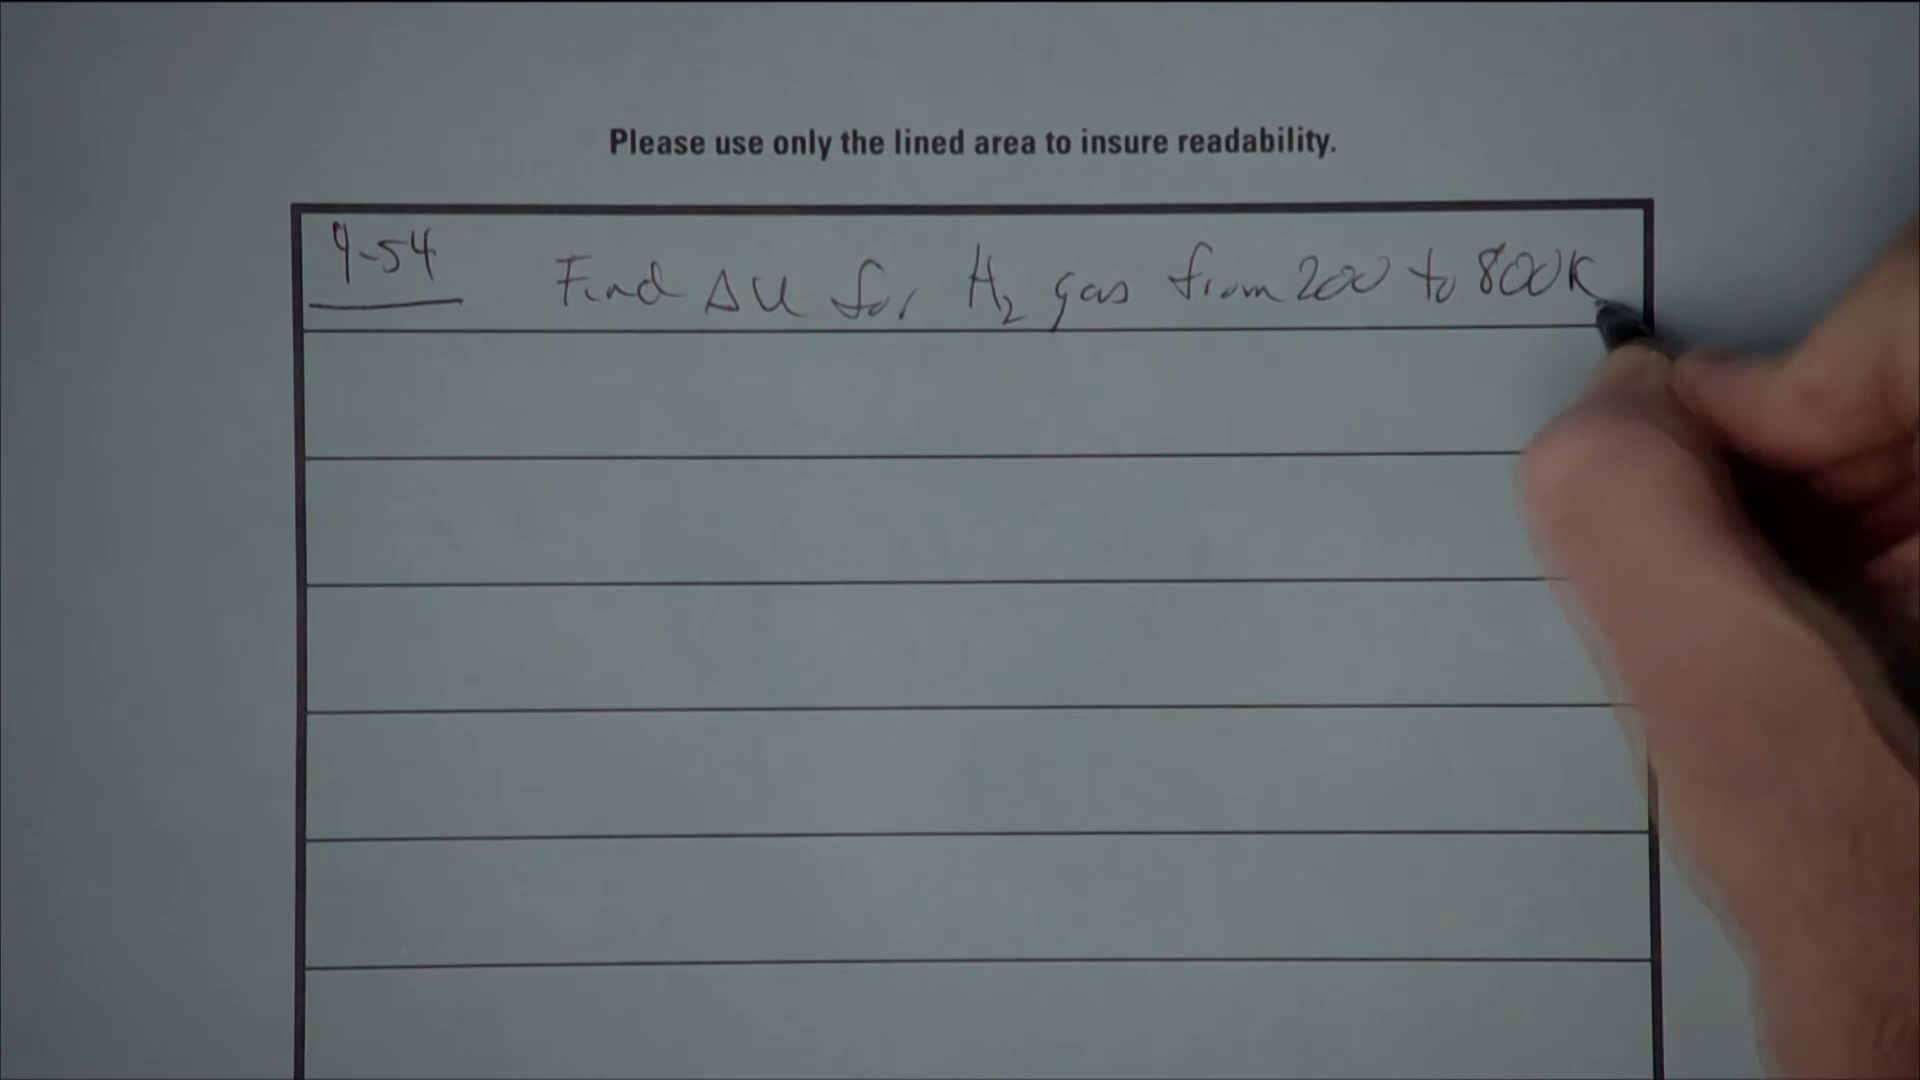 Please use only the lined area to insure readability.
4-54
Find ΔU for H₂ gas from 200 to 800K